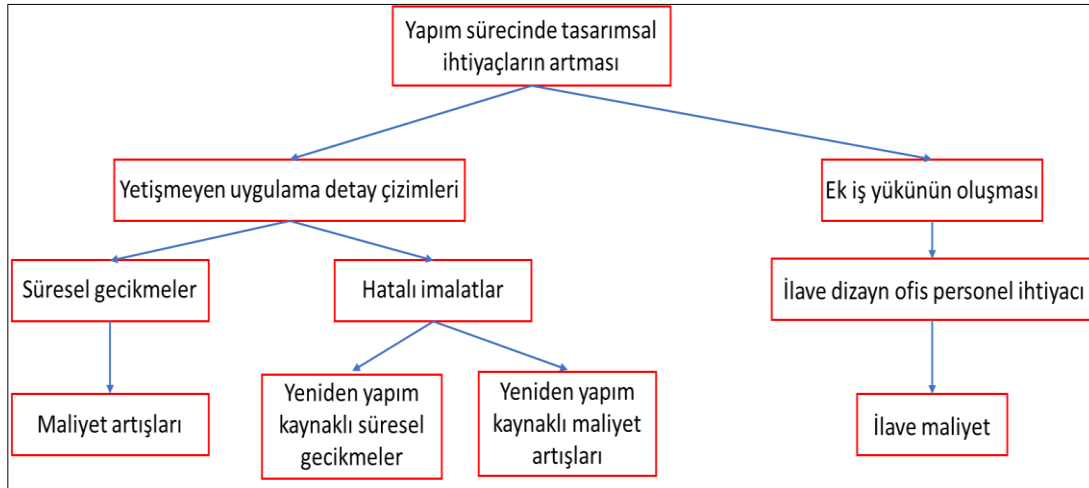 Yapım sürecinde tasarımsal
ihtiyaçların artması
Yetişmeyen uygulama detay çizimleri
Ek iş yükünün oluşması
Süresel gecikmeler
Hatalı imalatlar
İlave dizayn ofis personel ihtiyacı
Maliyet artışları
Yeniden yapım
kaynaklı süresel
gecikmeler
Yeniden yapım
kaynaklı maliyet
artışları
İlave maliyet